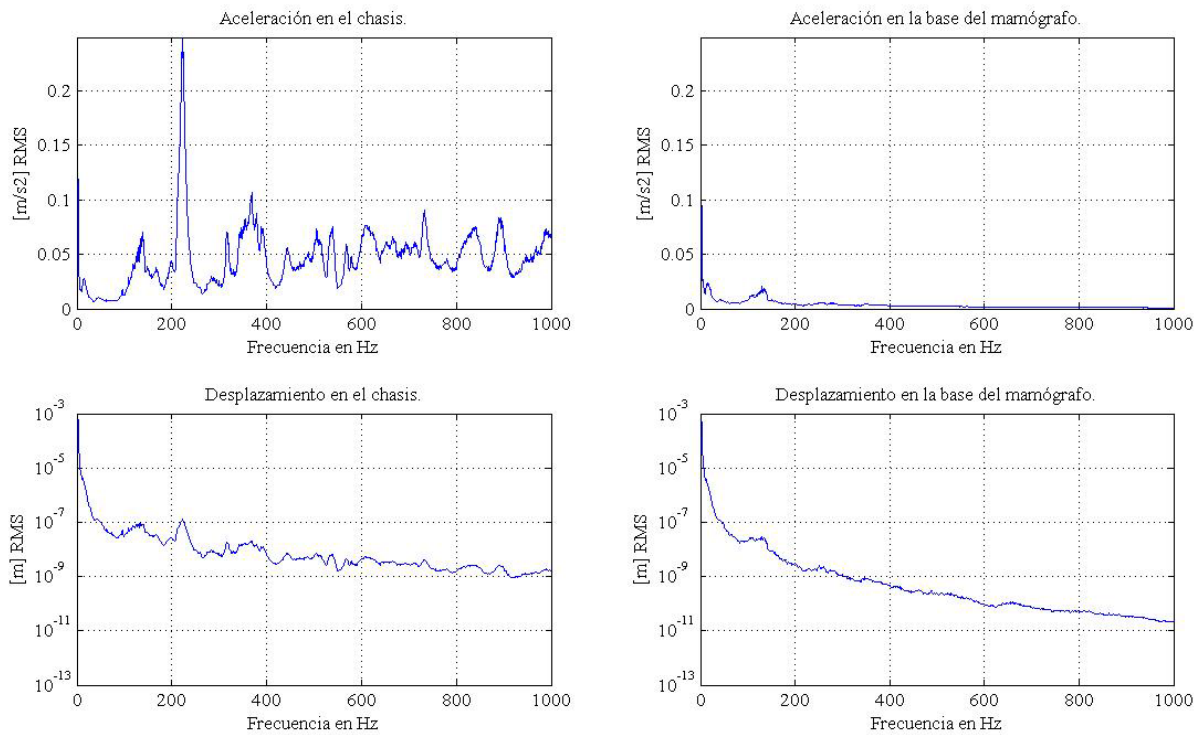 Aceleración en el chasis.
[m/s2] RMS
0.2
0.15
0.1
0.05
0
0 200 400 600 800 1000
Frecuencia en Hz
Aceleración en la base del mamógrafo.
[m/s2] RMS
0.2
0.15
0.1
0.05
0
0 200 400 600 800 1000
Frecuencia en Hz
Desplazamiento en el chasis.
[m] RMS
10^-3
10^-5
10^-7
10^-9
10^-11
10^-13
0 200 400 600 800 1000
Frecuencia en Hz
Desplazamiento en la base del mamógrafo.
[m] RMS
10^-3
10^-5
10^-7
10^-9
10^-11
10^-13
0 200 400 600 800 1000
Frecuencia en Hz